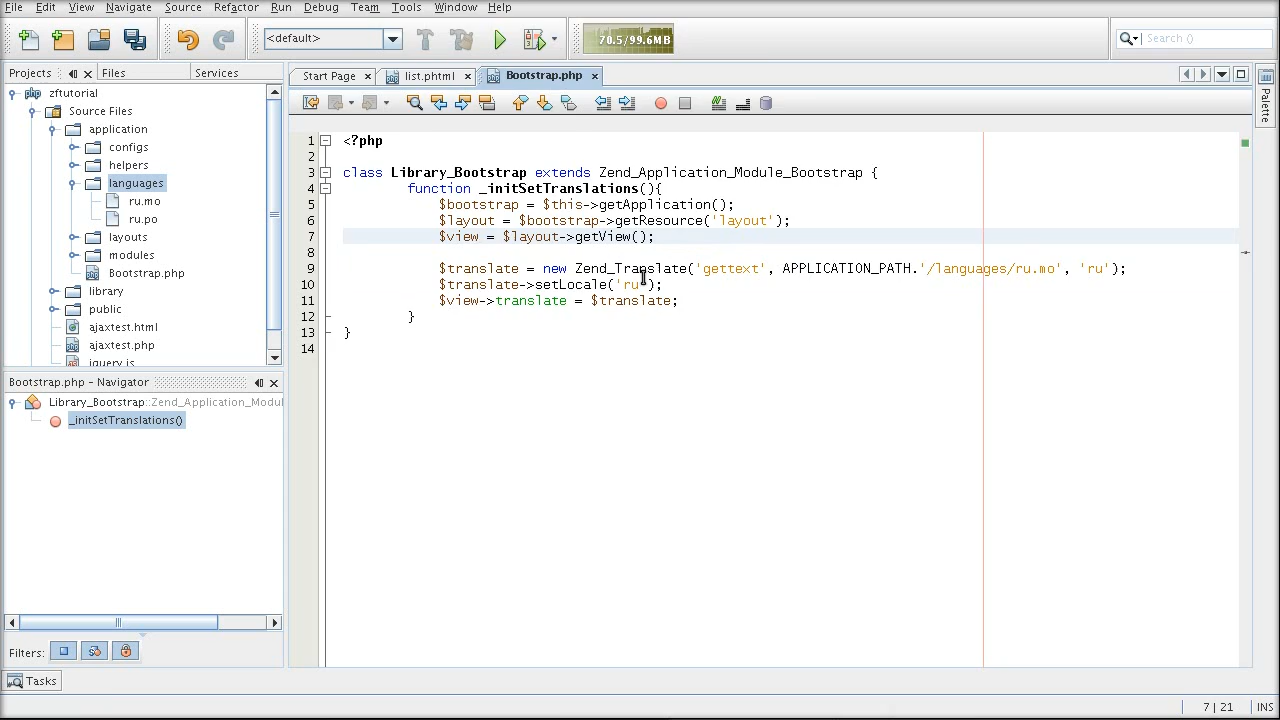 File Edit View Navigate Source Refactor Run Debug Team Tools Window Help
<default> 70.5/99.6MB Search ()
Projects Files Services
Start Page list.phtml Bootstrap.php
Palette
zftutorial
Source Files
application
configs
helpers
languages
ru.mo
ru.po
layouts
modules
Bootstrap.php
library
public
ajaxtest.html
ajaxtest.php
jquery.js
1 <?php
2
3 class Library_Bootstrap extends Zend_Application_Module_Bootstrap {
4 function _initSetTranslations(){
5 $bootstrap = $this->getApplication();
6 $layout = $bootstrap->getResource('layout');
7 $view = $layout->getView();
8
9 $translate = new Zend_Translate('gettext', APPLICATION_PATH.'/languages/ru.mo', 'ru');
10 $translate->setLocale('ru');
11 $view->translate = $translate;
12 }
13 }
14
Bootstrap.php - Navigator
Library_Bootstrap::Zend_Application_Modul
_initSetTranslations()
Filters:
Tasks
7 | 21 INS